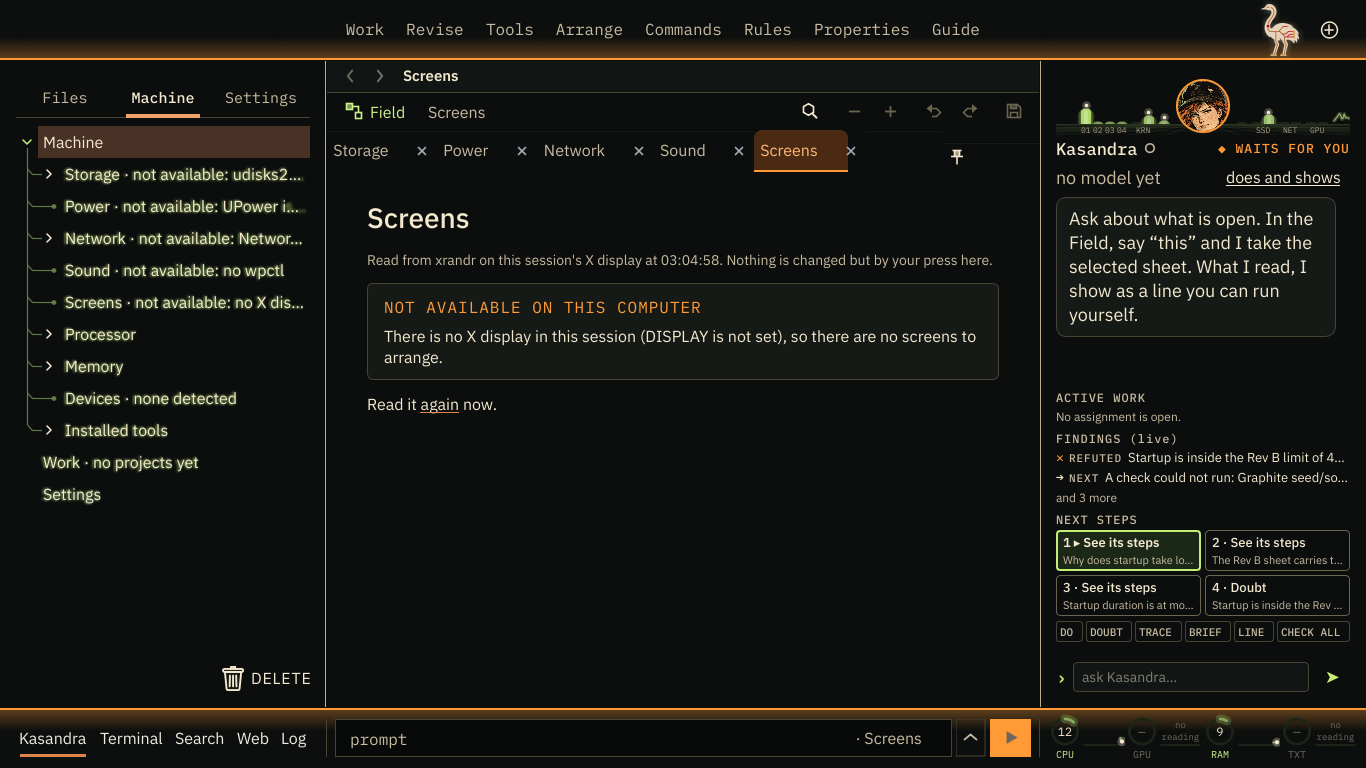 Work Revise Tools Arrange Commands Rules Properties Guide
Files Machine Settings
Machine
Storage · not available: udisks2...
Power · not available: UPower i...
Network · not available: Networ...
Sound · not available: no wpctl
Screens · not available: no X dis...
Processor
Memory
Devices · none detected
Installed tools
Work · no projects yet
Settings
DELETE
Screens
Field Screens
Storage × Power × Network × Sound × Screens ×
Screens
Read from xrandr on this session's X display at 03:04:58. Nothing is changed but by your press here.
NOT AVAILABLE ON THIS COMPUTER
There is no X display in this session (DISPLAY is not set), so there are no screens to
arrange.
Read it again now.
01 02 03 04 KRN SSD NET GPU
Kasandra ◆ WAITS FOR YOU
no model yet does and shows
Ask about what is open. In the
Field, say “this” and I take the
selected sheet. What I read, I
show as a line you can run
yourself.
ACTIVE WORK
No assignment is open.
FINDINGS (live)
× REFUTED Startup is inside the Rev B limit of 4...
→ NEXT A check could not run: Graphite seed/so...
and 3 more
NEXT STEPS
1 ▸ See its steps
Why does startup take lo...
2 · See its steps
The Rev B sheet carries t...
3 · See its steps
Startup duration is at mo...
4 · Doubt
Startup is inside the Rev ...
DO DOUBT TRACE BRIEF LINE CHECK ALL
› ask Kasandra...
Kasandra Terminal Search Web Log
prompt · Screens
12 CPU
– GPU no reading
9 RAM
– TXT no reading